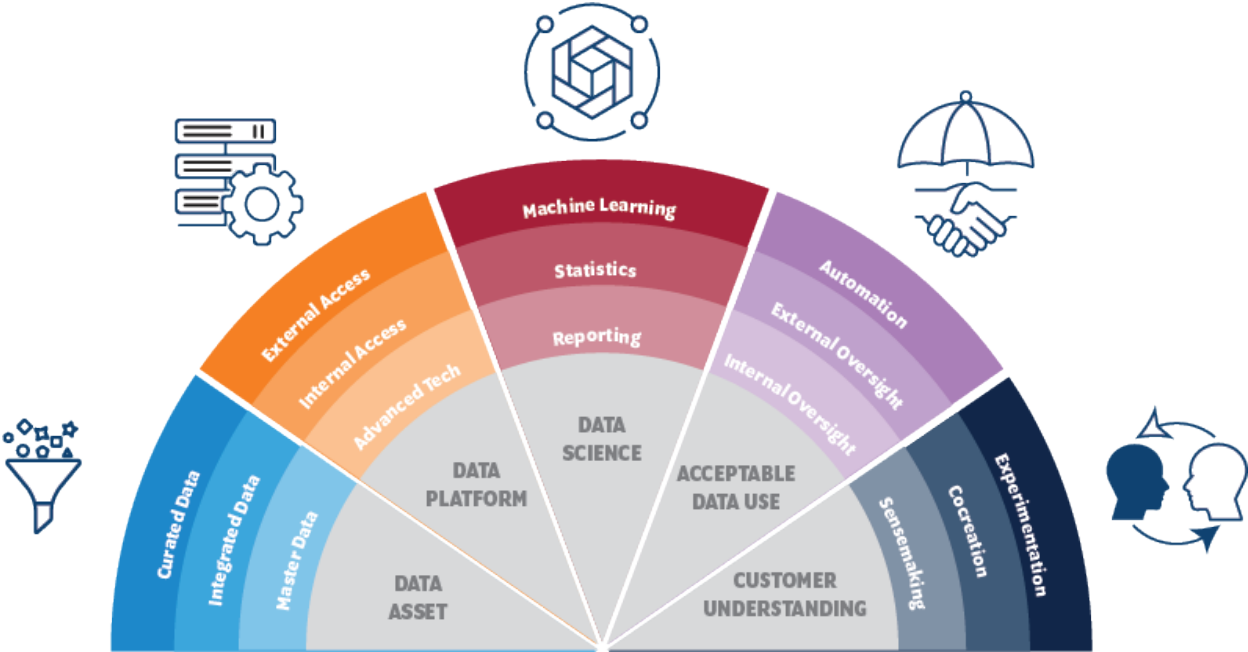 Machine Learning
Statistics
Reporting
DATA
SCIENCE
External Access
Internal Access
Advanced Tech
DATA
PLATFORM
Automation
External Oversight
Internal Oversight
ACCEPTABLE
DATA USE
Curated Data
Integrated Data
Master Data
DATA
ASSET
Experimentation
Cocreation
Sensemaking
CUSTOMER
UNDERSTANDING